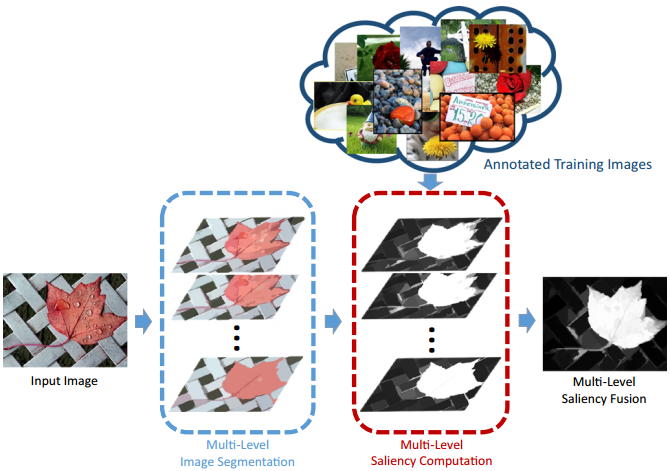 Annotated Training Images
Input Image
Multi-Level
Image Segmentation
Multi-Level
Saliency Computation
Multi-Level
Saliency Fusion